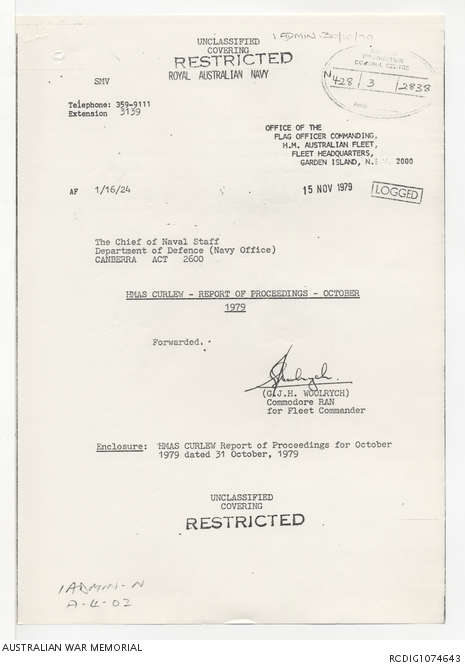 UNCLASSIFIED
COVERING
RESTRICTED
ROYAL AUSTRALIAN NAVY
SMV
N 428 / 3 / 2838
Telephone: 359-9111
Extension 3139
OFFICE OF THE
FLAG OFFICER COMMANDING,
H.M. AUSTRALIAN FLEET,
FLEET HEADQUARTERS,
GARDEN ISLAND, N.S.W. 2000
AF 1/16/24
15 NOV 1979
LOGGED
The Chief of Naval Staff
Department of Defence (Navy Office)
CANBERRA ACT 2600
HMAS CURLEW - REPORT OF PROCEEDINGS - OCTOBER
1979
Forwarded.
(G.J.H. WOOLRYCH)
Commodore RAN
for Fleet Commander
Enclosure: HMAS CURLEW Report of Proceedings for October
1979 dated 31 October, 1979
UNCLASSIFIED
COVERING
RESTRICTED
1ADMIN-N
A-4-02
AUSTRALIAN WAR MEMORIAL
RCDIG1074643